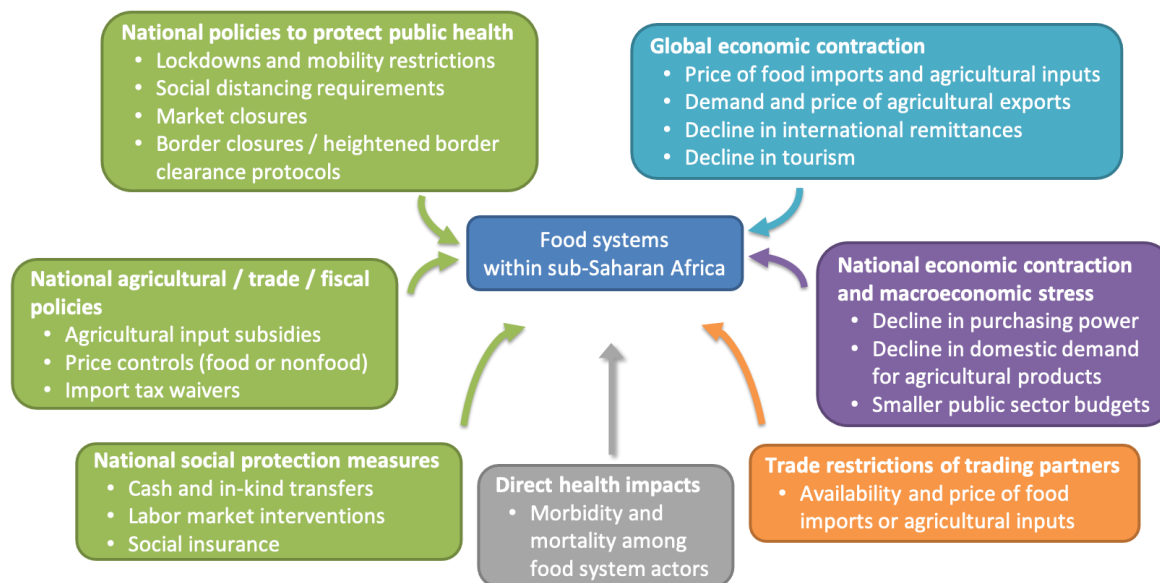 National policies to protect public health
• Lockdowns and mobility restrictions
• Social distancing requirements
• Market closures
• Border closures / heightened border
clearance protocols
Global economic contraction
• Price of food imports and agricultural inputs
• Demand and price of agricultural exports
• Decline in international remittances
• Decline in tourism
Food systems
within sub-Saharan Africa
National agricultural / trade / fiscal
policies
• Agricultural input subsidies
• Price controls (food or nonfood)
• Import tax waivers
National economic contraction
and macroeconomic stress
• Decline in purchasing power
• Decline in domestic demand
for agricultural products
• Smaller public sector budgets
National social protection measures
• Cash and in-kind transfers
• Labor market interventions
• Social insurance
Direct health impacts
• Morbidity and
mortality among
food system actors
Trade restrictions of trading partners
• Availability and price of food
imports or agricultural inputs